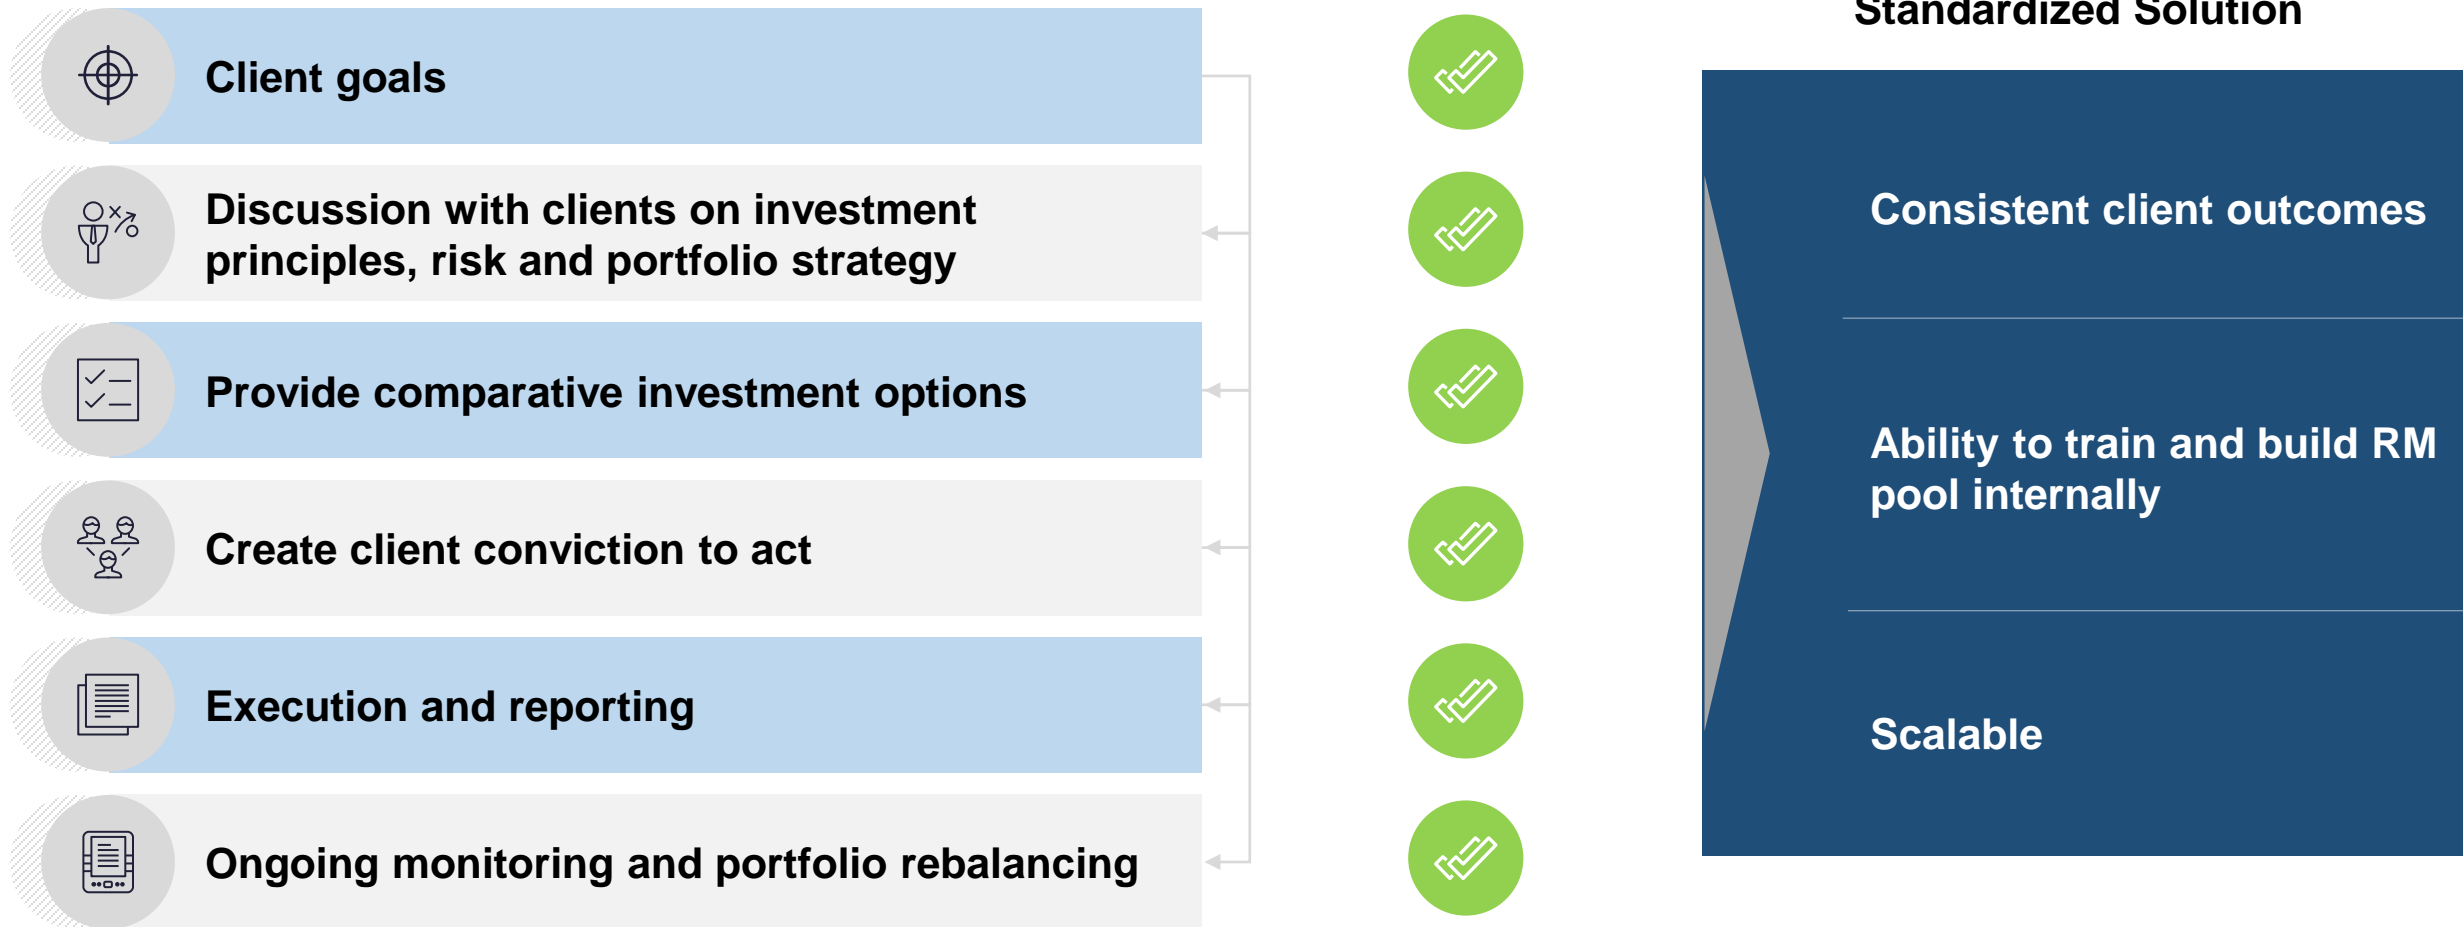 Client goals
Discussion with clients on investment
principles, risk and portfolio strategy
Provide comparative investment options
Create client conviction to act
Execution and reporting
Ongoing monitoring and portfolio rebalancing
Standardized Solution
Consistent client outcomes
Ability to train and build RM
pool internally
Scalable